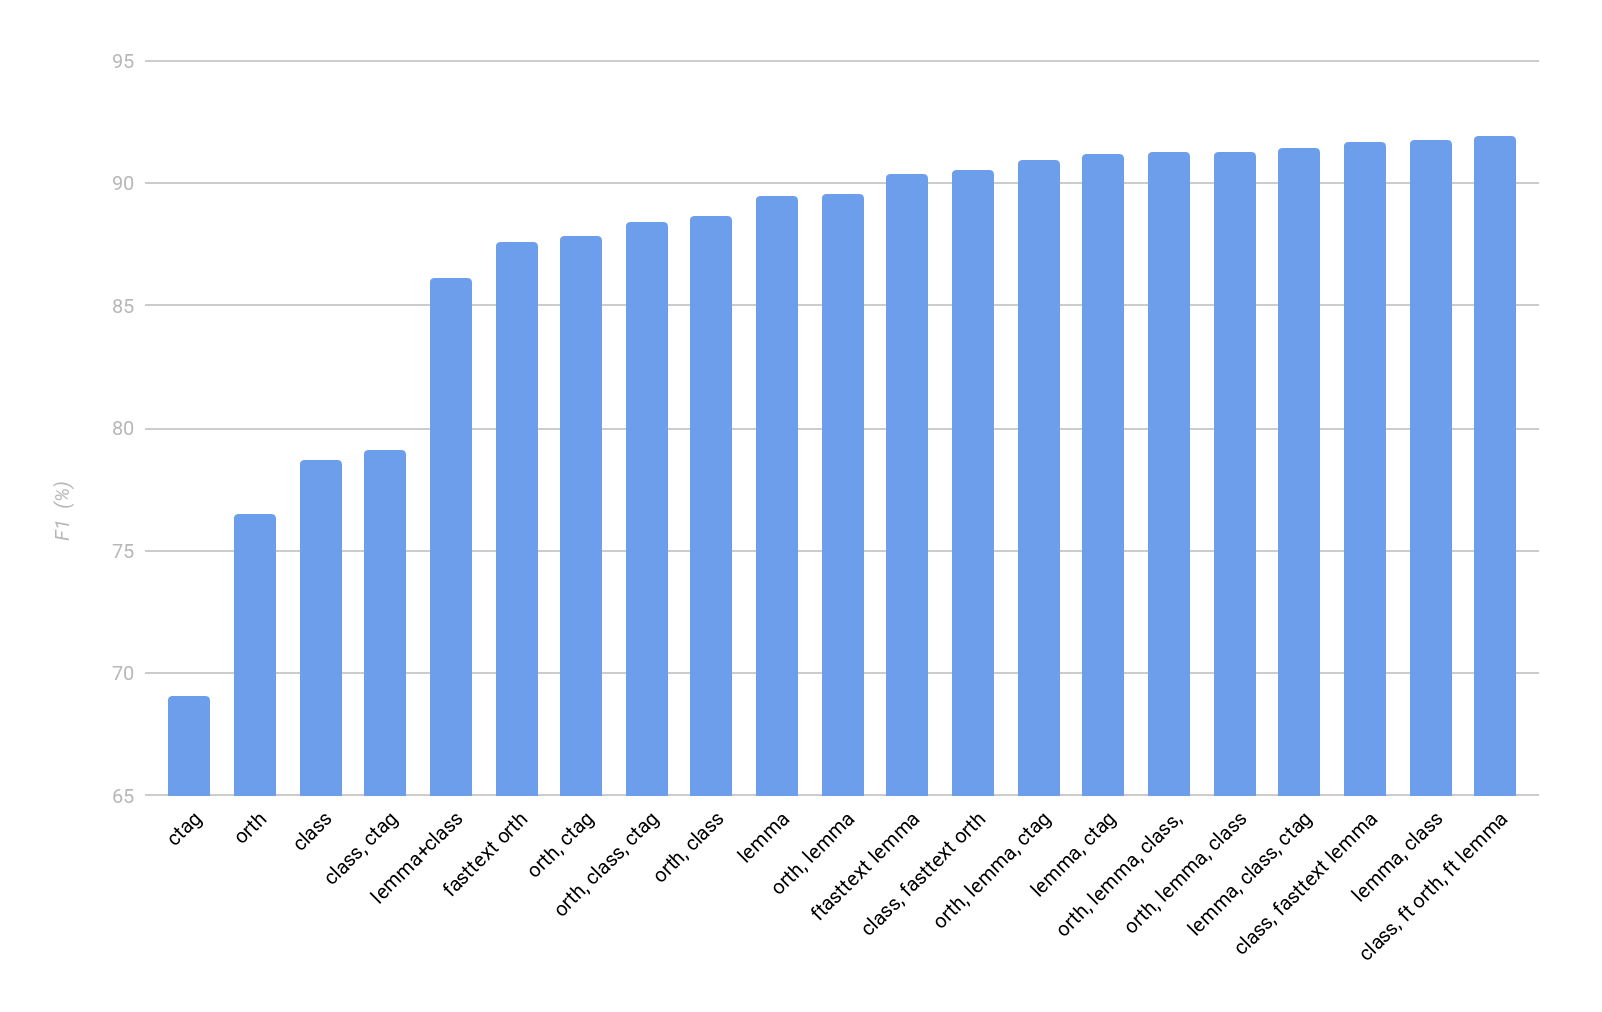 95
90
85
80
75
70
65
F1 (%)
ctag
orth
class
class, ctag
lemma+class
fasttext orth
orth, ctag
orth, class, ctag
orth, class
lemma
orth, lemma
ftasttext lemma
class, fasttext orth
orth, lemma, ctag
lemma, ctag
orth, lemma, class,
orth, lemma, class
lemma, class, ctag
class, fasttext lemma
lemma, class
class, ft orth, ft lemma